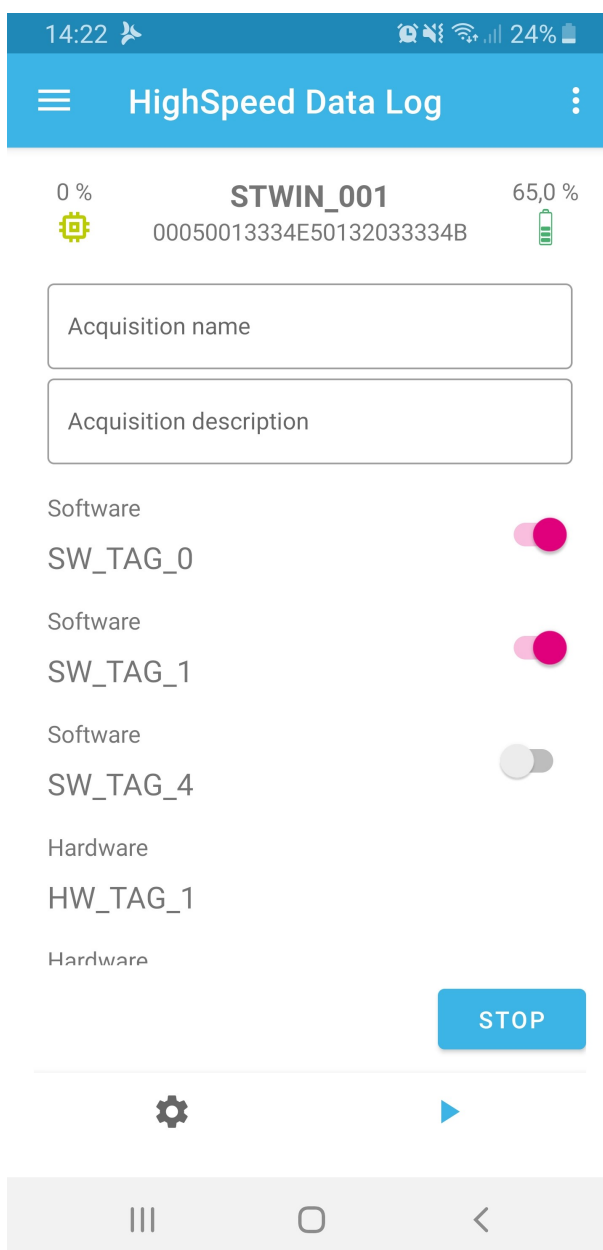 14:22 24%
HighSpeed Data Log
0 % STWIN_001 65,0 %
00050013334E50132033334B
Acquisition name
Acquisition description
Software
SW_TAG_0
Software
SW_TAG_1
Software
SW_TAG_4
Hardware
HW_TAG_1
Hardware
STOP